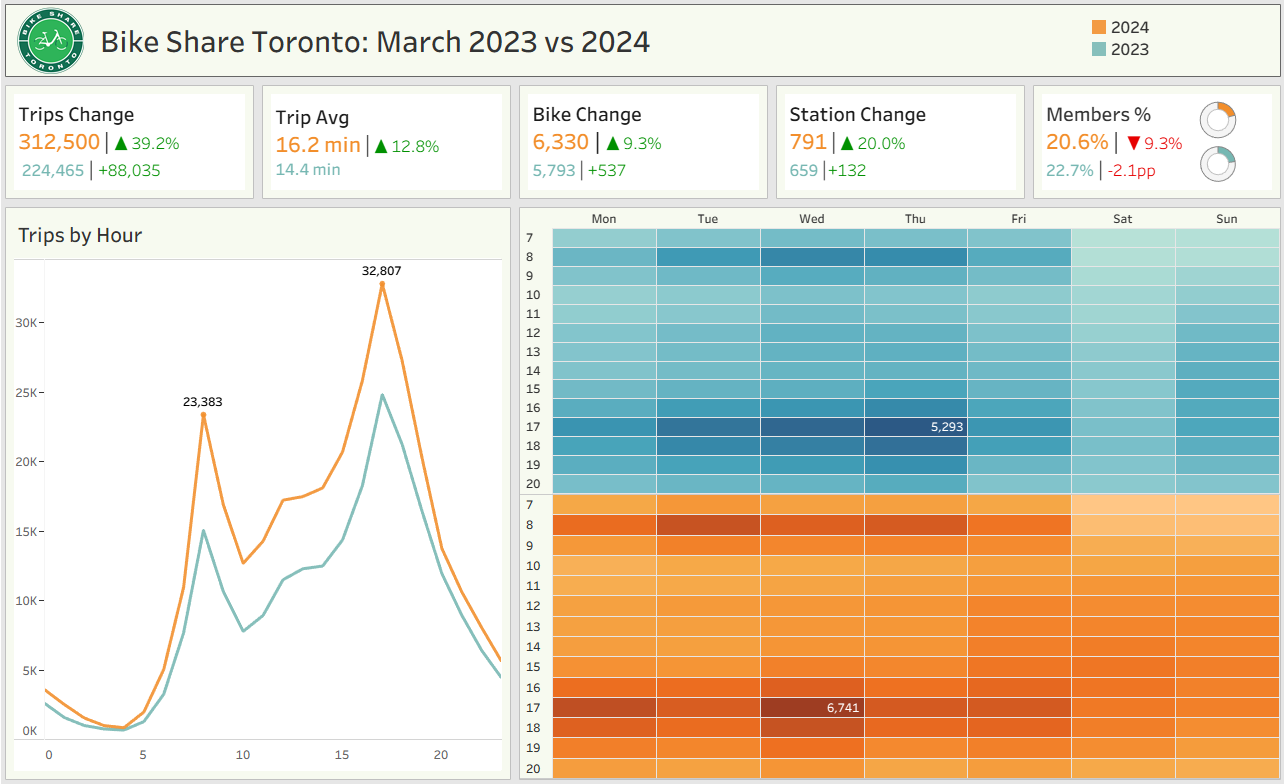 BIKE SHARE
TORONTO
Bike Share Toronto: March 2023 vs 2024
2024
2023
Trips Change
312,500 | ▲ 39.2%
224,465 | +88,035
Trip Avg
16.2 min | ▲ 12.8%
14.4 min
Bike Change
6,330 | ▲ 9.3%
5,793 | +537
Station Change
791 | ▲ 20.0%
659 | +132
Members %
20.6% | ▼ 9.3%
22.7% | -2.1pp
Trips by Hour
32,807
23,383
30K
25K
20K
15K
10K
5K
0K
0 5 10 15 20
Mon Tue Wed Thu Fri Sat Sun
7
8
9
10
11
12
13
14
15
16
17 5,293
18
19
20
7
8
9
10
11
12
13
14
15
16
17 6,741
18
19
20